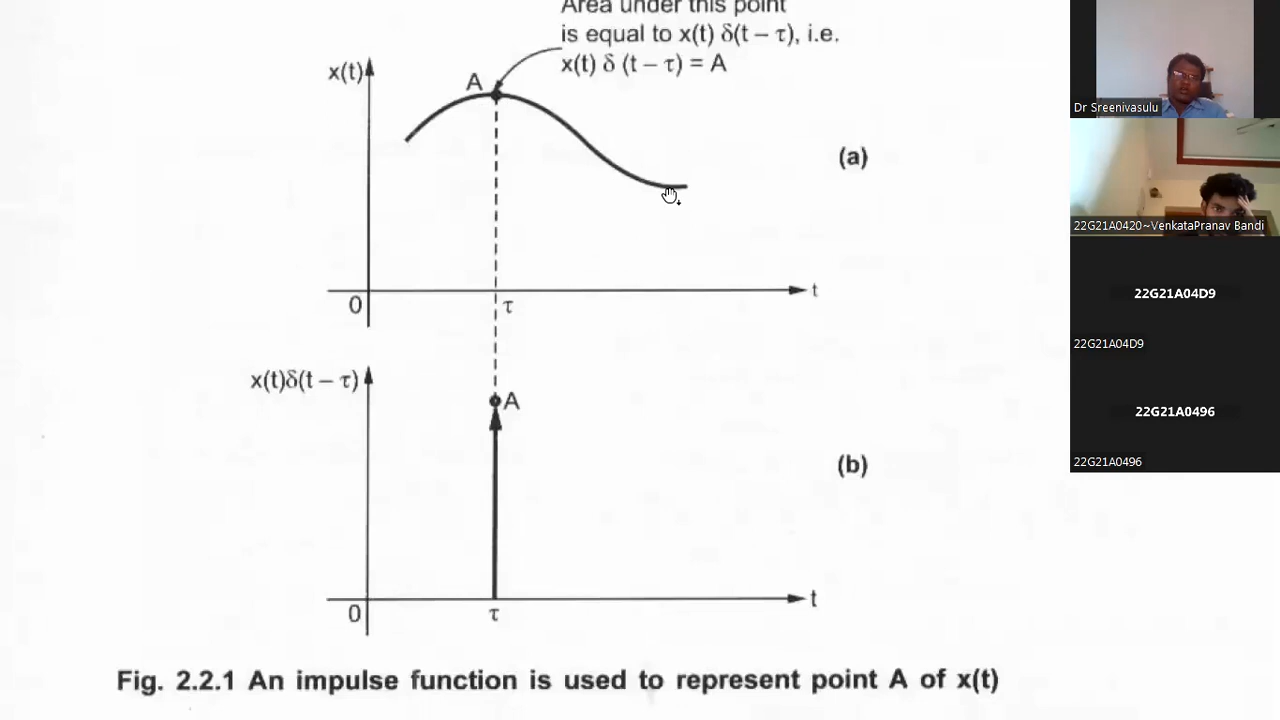 Area under this point
is equal to x(t) δ(t – τ), i.e.
x(t) δ (t – τ) = A
x(t)
A
(a)
0
τ
t
x(t)δ(t – τ)
A
(b)
0
τ
t
Fig. 2.2.1 An impulse function is used to represent point A of x(t)
Dr Sreenivasulu
22G21A0420~VenkataPranav Bandi
22G21A04D9
22G21A04D9
22G21A0496
22G21A0496